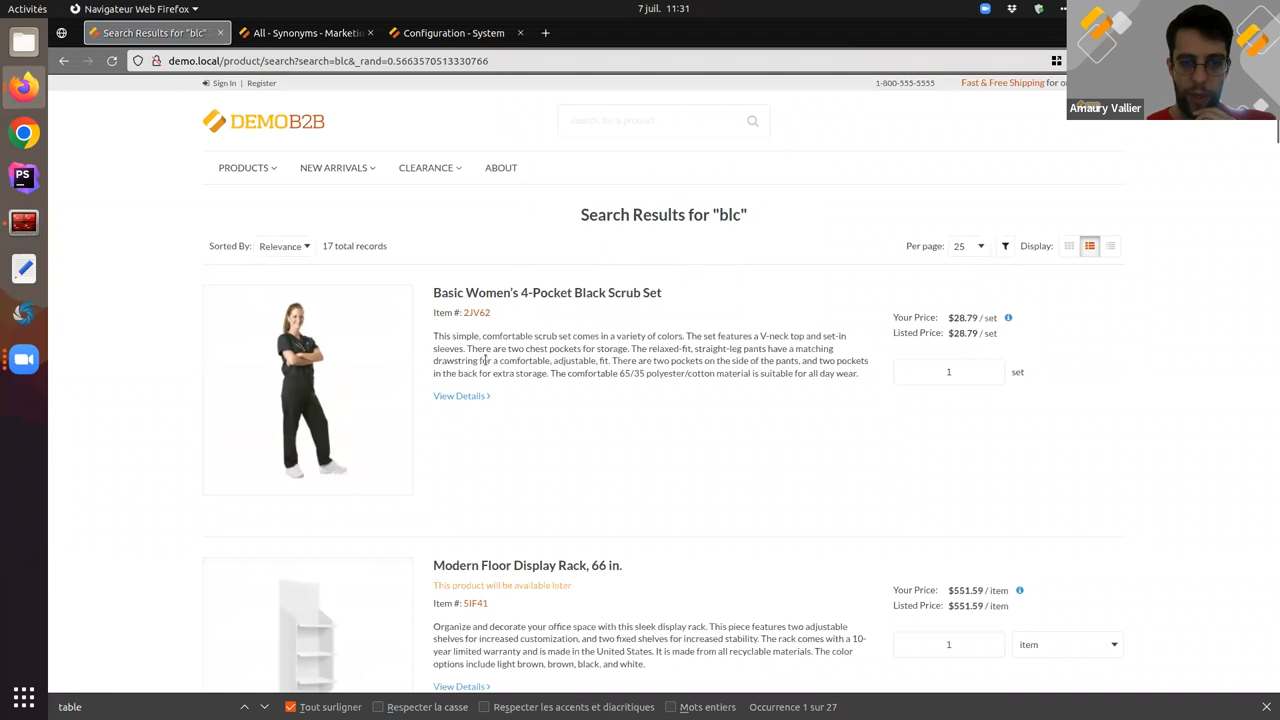 Activités
Navigateur Web Firefox
7 juil. 11:31
Search Results for "blc"
All - Synonyms - Marketin
Configuration - System
demo.local/product/search?search=blc&_rand=0.5663570513330766
Sign In | Register
1-800-555-5555
Fast & Free Shipping for o
Amaury Vallier
DEMOB2B
Search for a product
PRODUCTS
NEW ARRIVALS
CLEARANCE
ABOUT
Search Results for "blc"
Sorted By: Relevance
17 total records
Per page: 25
Display:
Basic Women's 4-Pocket Black Scrub Set
Item #: 2JV62
This simple, comfortable scrub set comes in a variety of colors. The set features a V-neck top and set-in
sleeves. There are two chest pockets for storage. The relaxed-fit, straight-leg pants have a matching
drawstring for a comfortable, adjustable, fit. There are two pockets on the side of the pants, and two pockets
in the back for extra storage. The comfortable 65/35 polyester/cotton material is suitable for all day wear.
View Details
Your Price: $28.79 / set
Listed Price: $28.79 / set
1 set
Modern Floor Display Rack, 66 in.
This product will be available later
Item #: 5IF41
Organize and decorate your office space with this sleek display rack. This piece features two adjustable
shelves for increased customization, and two fixed shelves for increased stability. The rack comes with a 10-
year limited warranty and is made in the United States. It is made from all recyclable materials. The color
options include light brown, brown, black, and white.
View Details
Your Price: $551.59 / item
Listed Price: $551.59 / item
1 item
PS
table
Tout surligner
Respecter la casse
Respecter les accents et diacritiques
Mots entiers
Occurrence 1 sur 27